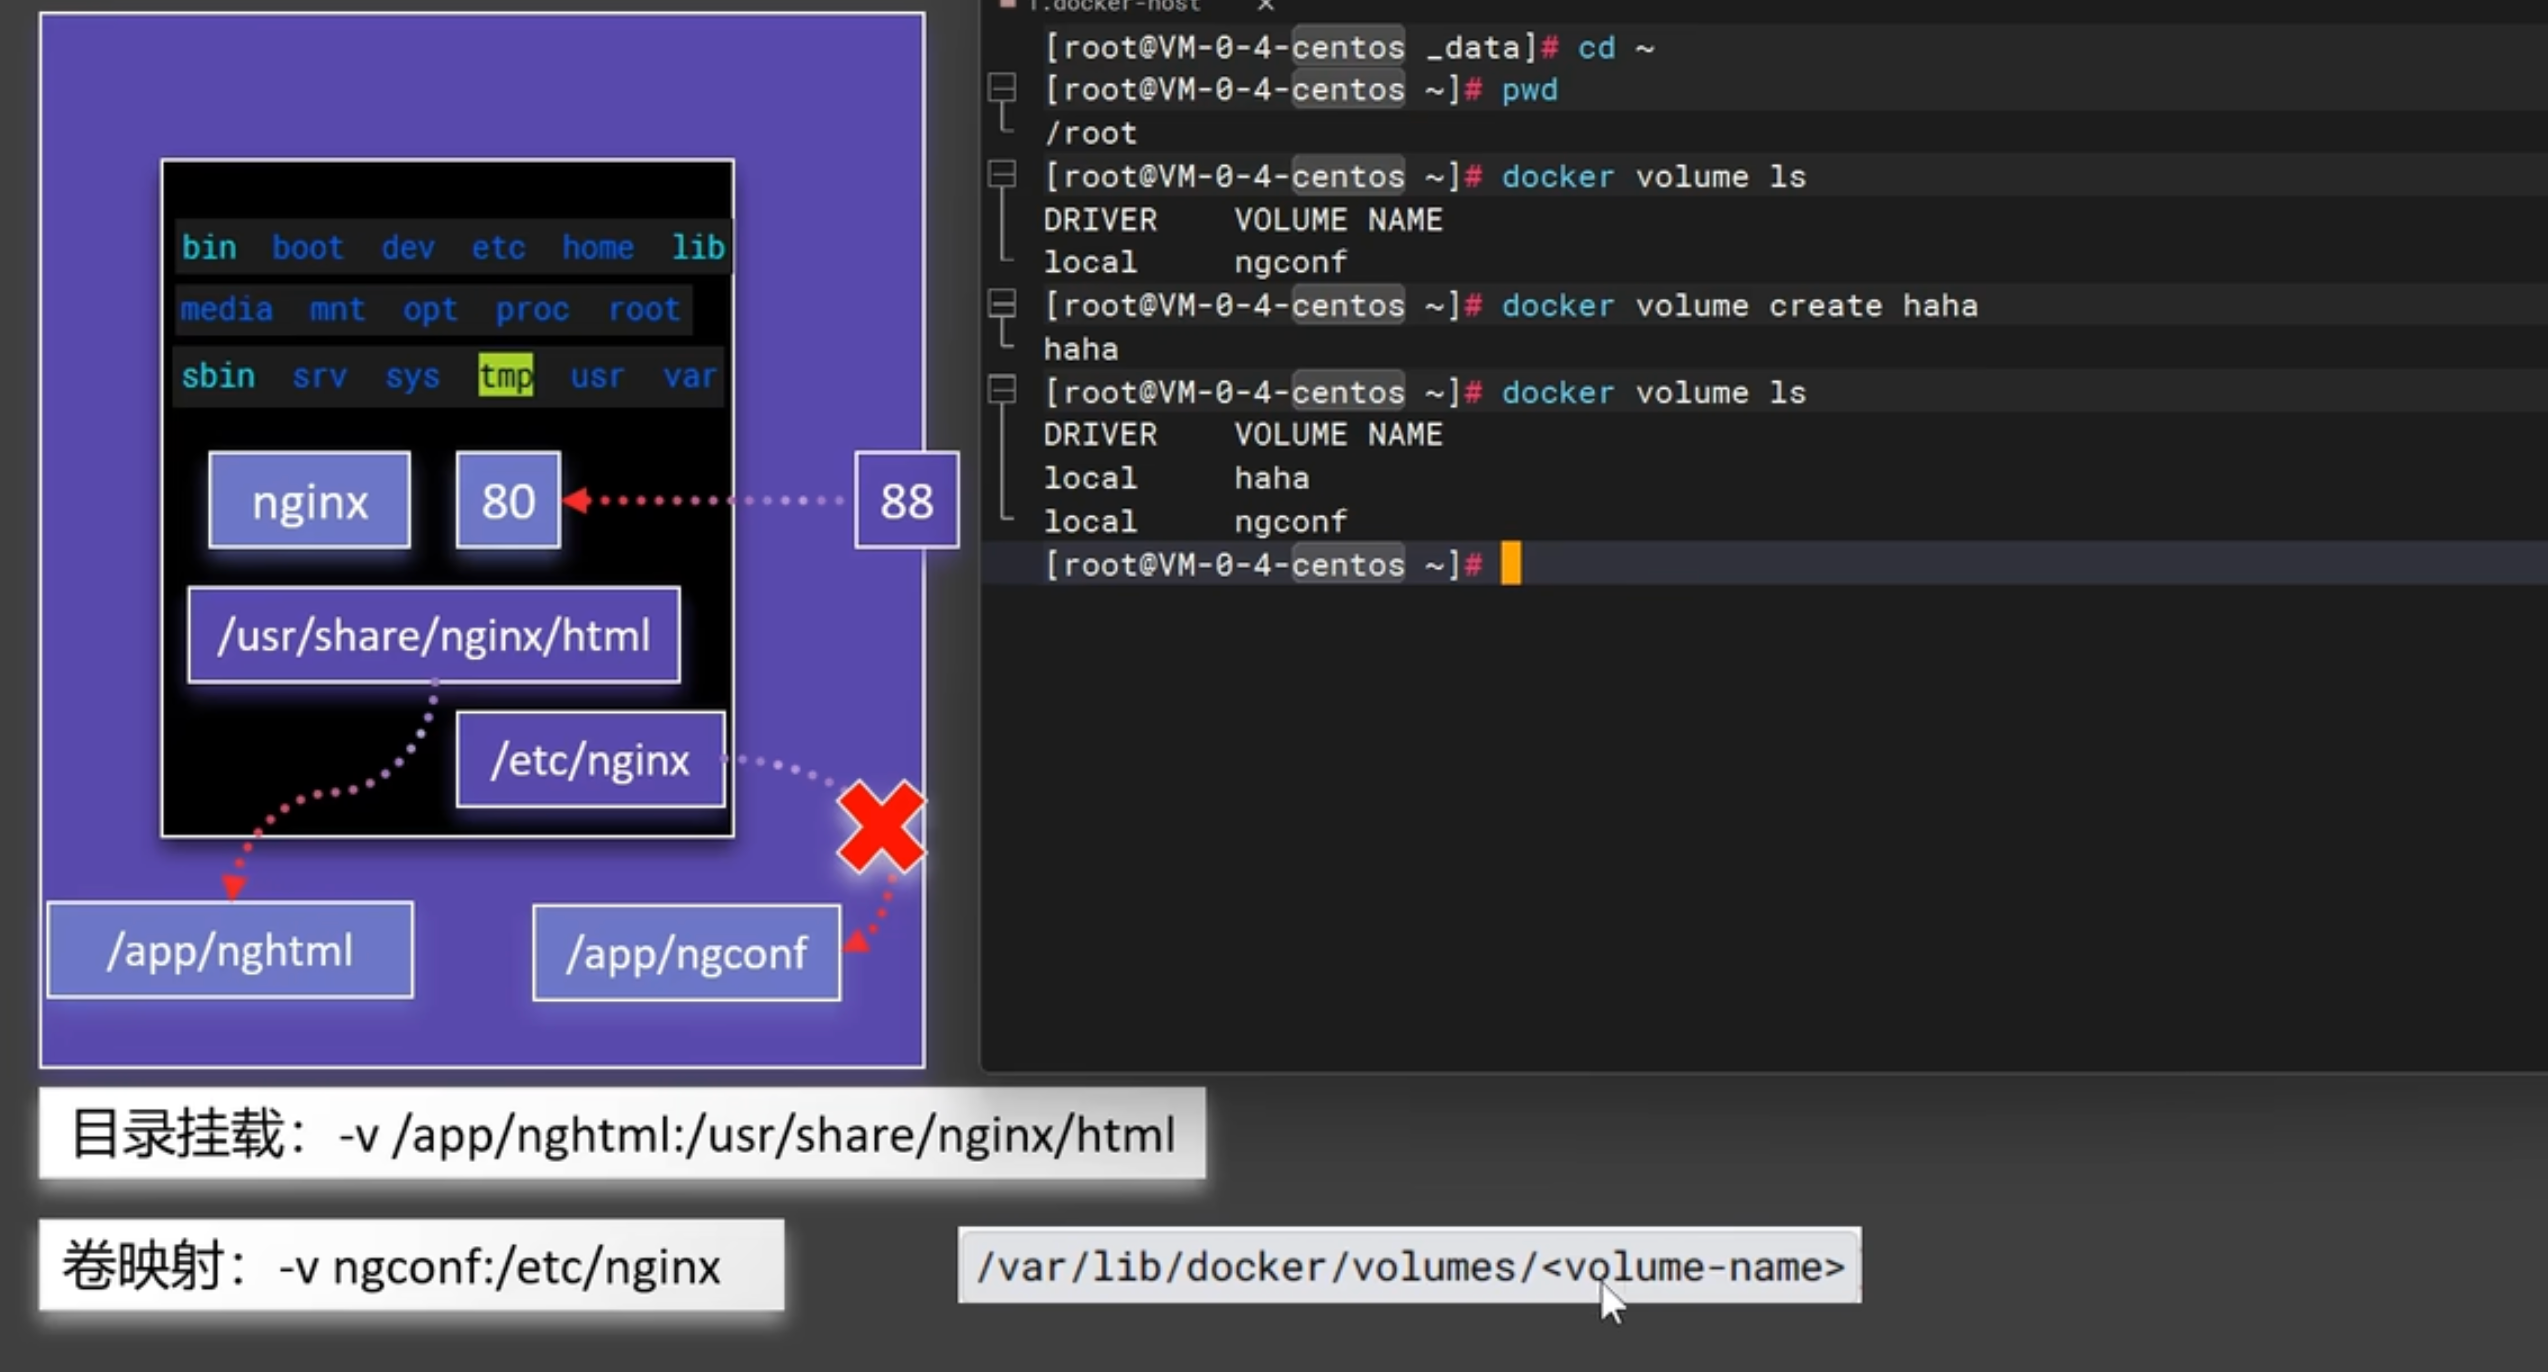 bin boot dev etc home lib
media mnt opt proc root
sbin srv sys tmp usr var
nginx
80
88
/usr/share/nginx/html
/etc/nginx
/app/nghtml
/app/ngconf
目录挂载：-v /app/nghtml:/usr/share/nginx/html
卷映射：-v ngconf:/etc/nginx
1.docker-host ×
[root@VM-0-4-centos _data]# cd ~
[root@VM-0-4-centos ~]# pwd
/root
[root@VM-0-4-centos ~]# docker volume ls
DRIVER VOLUME NAME
local ngconf
[root@VM-0-4-centos ~]# docker volume create haha
haha
[root@VM-0-4-centos ~]# docker volume ls
DRIVER VOLUME NAME
local haha
local ngconf
[root@VM-0-4-centos ~]#
/var/lib/docker/volumes/<volume-name>